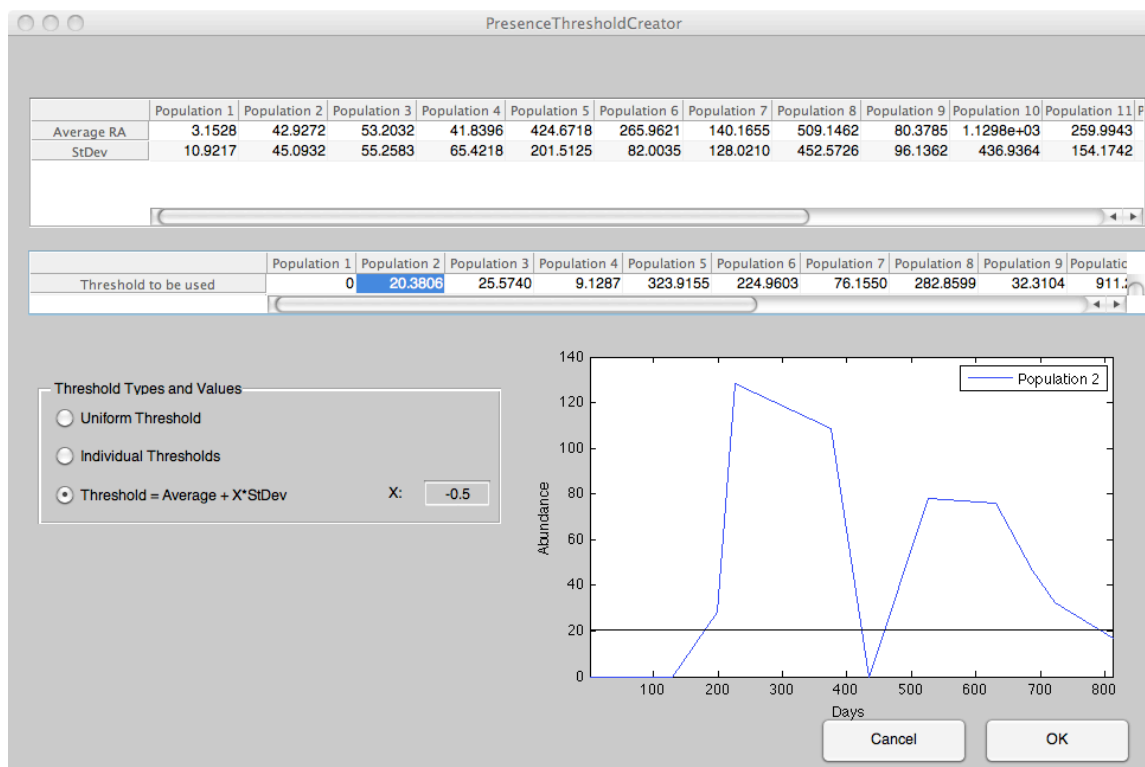 PresenceThresholdCreator
Population 1 Population 2 Population 3 Population 4 Population 5 Population 6 Population 7 Population 8 Population 9 Population 10 Population 11 P
Average RA 3.1528 42.9272 53.2032 41.8396 424.6718 265.9621 140.1655 509.1462 80.3785 1.1298e+03 259.9943
StDev 10.9217 45.0932 55.2583 65.4218 201.5125 82.0035 128.0210 452.5726 96.1362 436.9364 154.1742
Population 1 Population 2 Population 3 Population 4 Population 5 Population 6 Population 7 Population 8 Population 9 Populatio
Threshold to be used 0 20.3806 25.5740 9.1287 323.9155 224.9603 76.1550 282.8599 32.3104 911.2
Threshold Types and Values
Uniform Threshold
Individual Thresholds
Threshold = Average + X*StDev X: -0.5
140
120
100
80
60
40
20
0
Abundance
Population 2
100 200 300 400 500 600 700 800
Days
Cancel OK